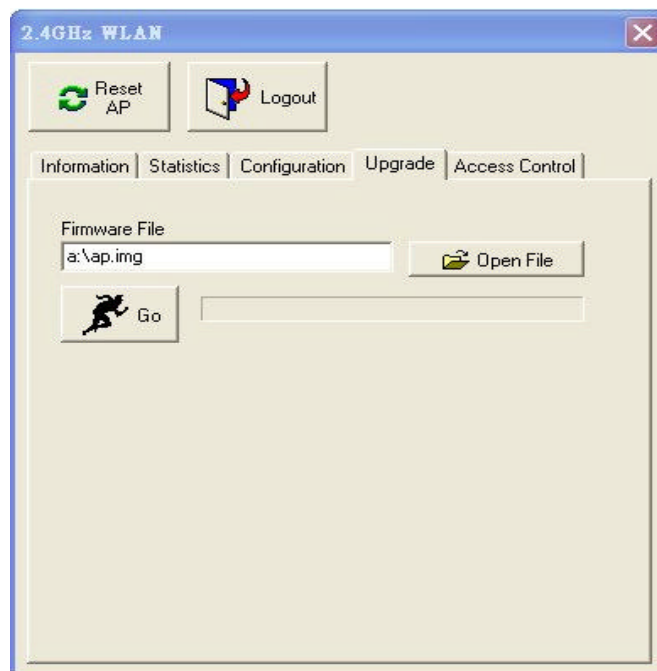 2.4GHz WLAN
Reset
AP
Logout
Information
Statistics
Configuration
Upgrade
Access Control
Firmware File
a:\ap.img
Open File
Go